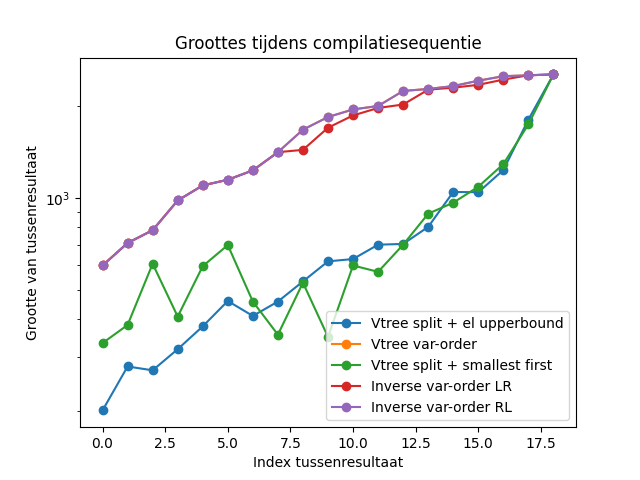 Groottes tijdens compilatiesequentie
Grootte van tussenresultaat
10³
Vtree split + el upperbound
Vtree var-order
Vtree split + smallest first
Inverse var-order LR
Inverse var-order RL
0.0 2.5 5.0 7.5 10.0 12.5 15.0 17.5
Index tussenresultaat